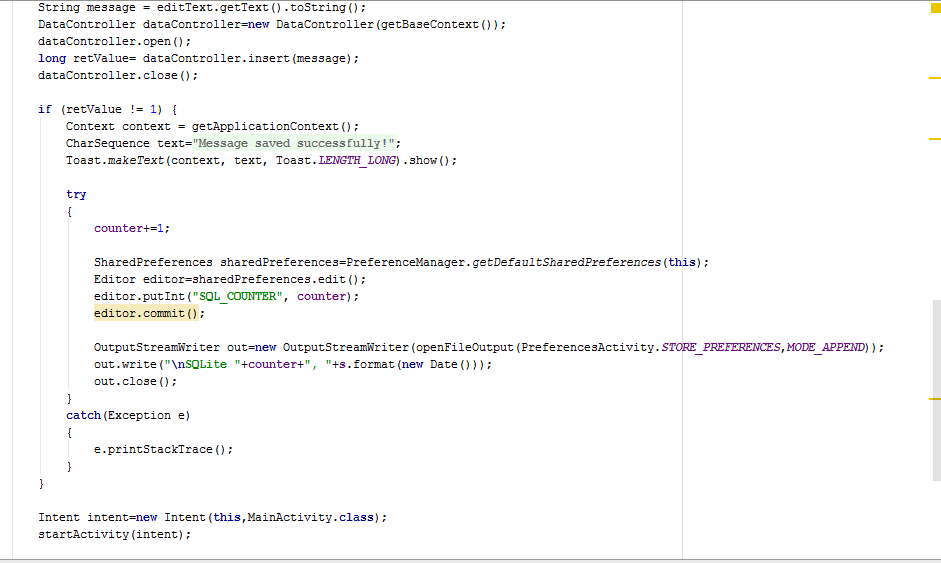 String message = editText.getText().toString();
DataController dataController=new DataController(getBaseContext());
dataController.open();
long retValue= dataController.insert(message);
dataController.close();
if (retValue != 1) {
Context context = getApplicationContext();
CharSequence text="Message saved successfully!";
Toast.makeText(context, text, Toast.LENGTH_LONG).show();
try
{
counter+=1;
SharedPreferences sharedPreferences=PreferenceManager.getDefaultSharedPreferences(this);
Editor editor=sharedPreferences.edit();
editor.putInt("SQL_COUNTER", counter);
editor.commit();
OutputStreamWriter out=new OutputStreamWriter(openFileOutput(PreferencesActivity.STORE_PREFERENCES,MODE_APPEND));
out.write("\nSQLite "+counter+", "+s.format(new Date()));
out.close();
}
catch(Exception e)
{
e.printStackTrace();
}
}
Intent intent=new Intent(this,MainActivity.class);
startActivity(intent);